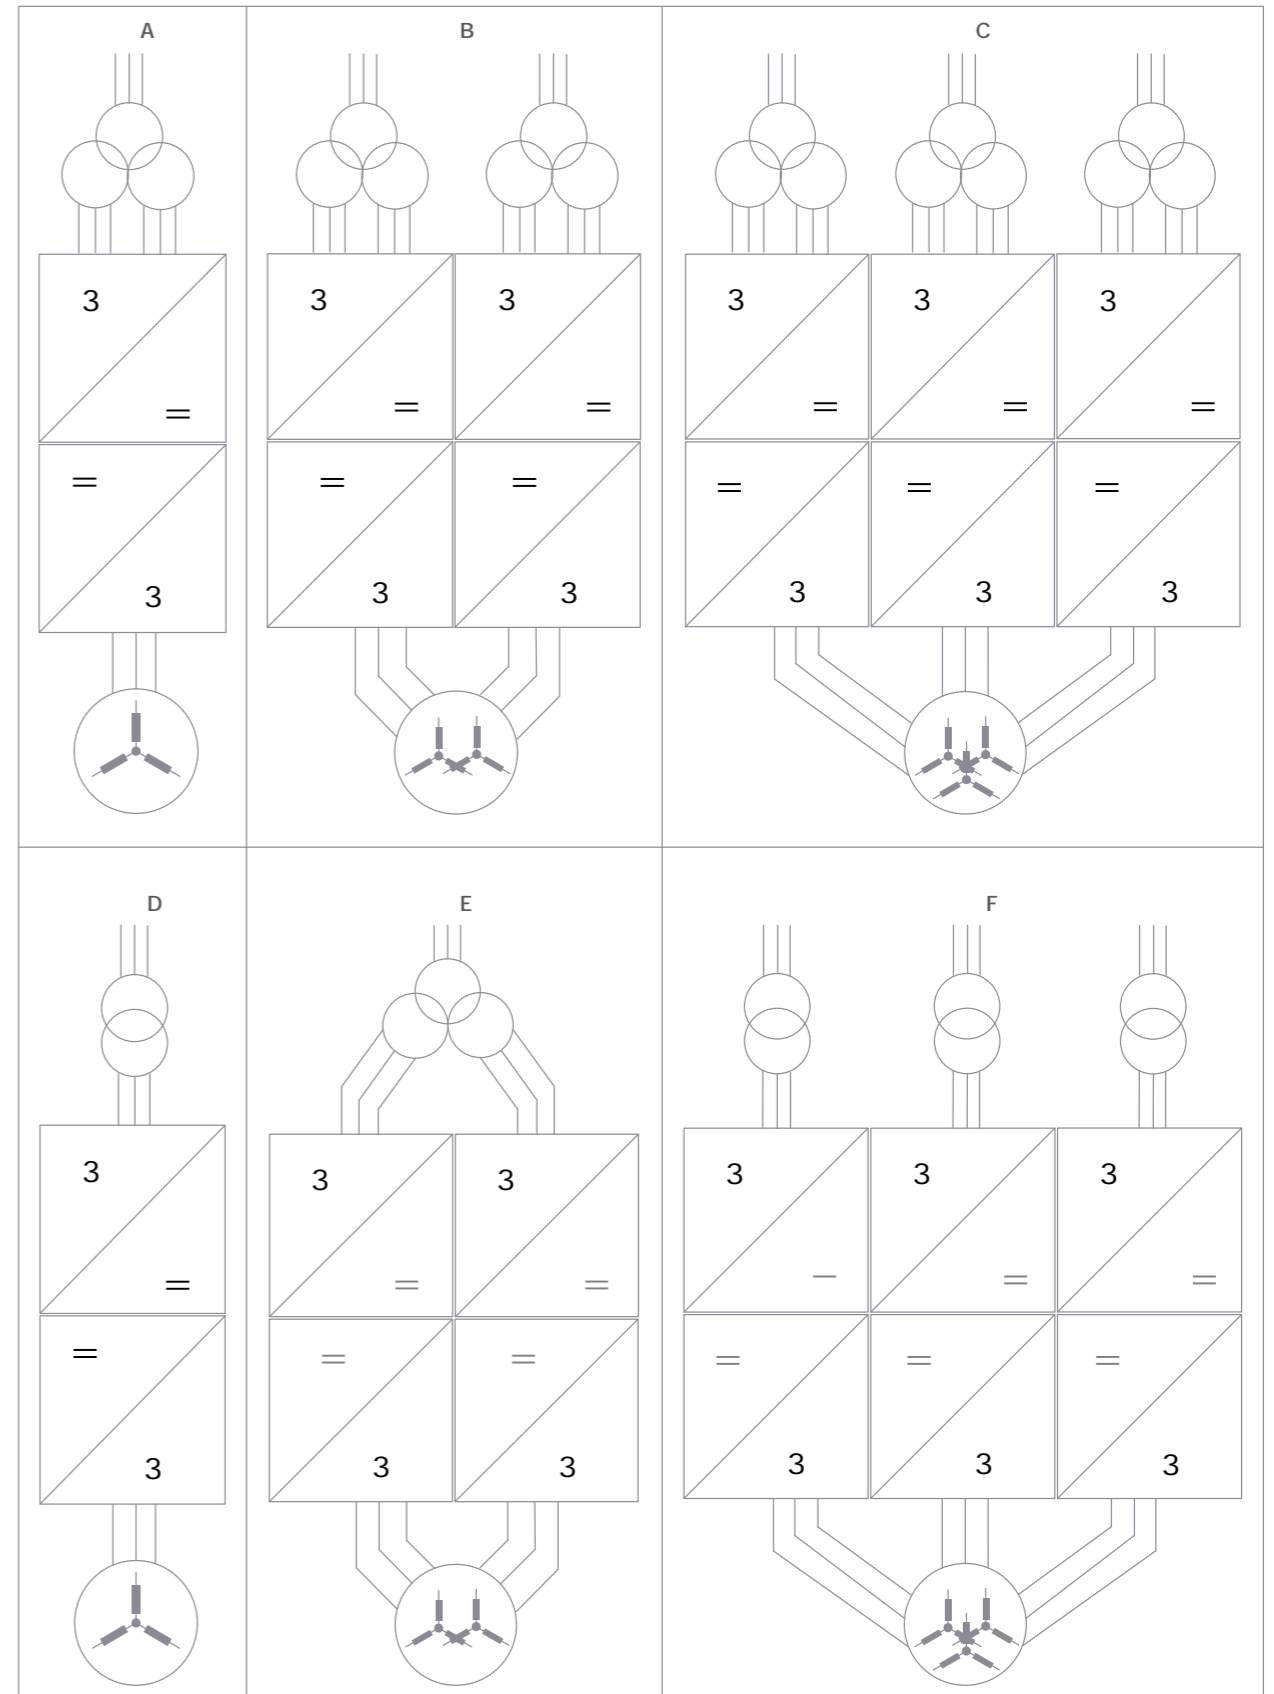 A B C
3 3 3 3 3 3
= = = = = =
= = = = = =
3 3 3 3 3 3
D E F
3 3 3 3 3 3
= = = – = =
= = = = = =
3 3 3 3 3 3